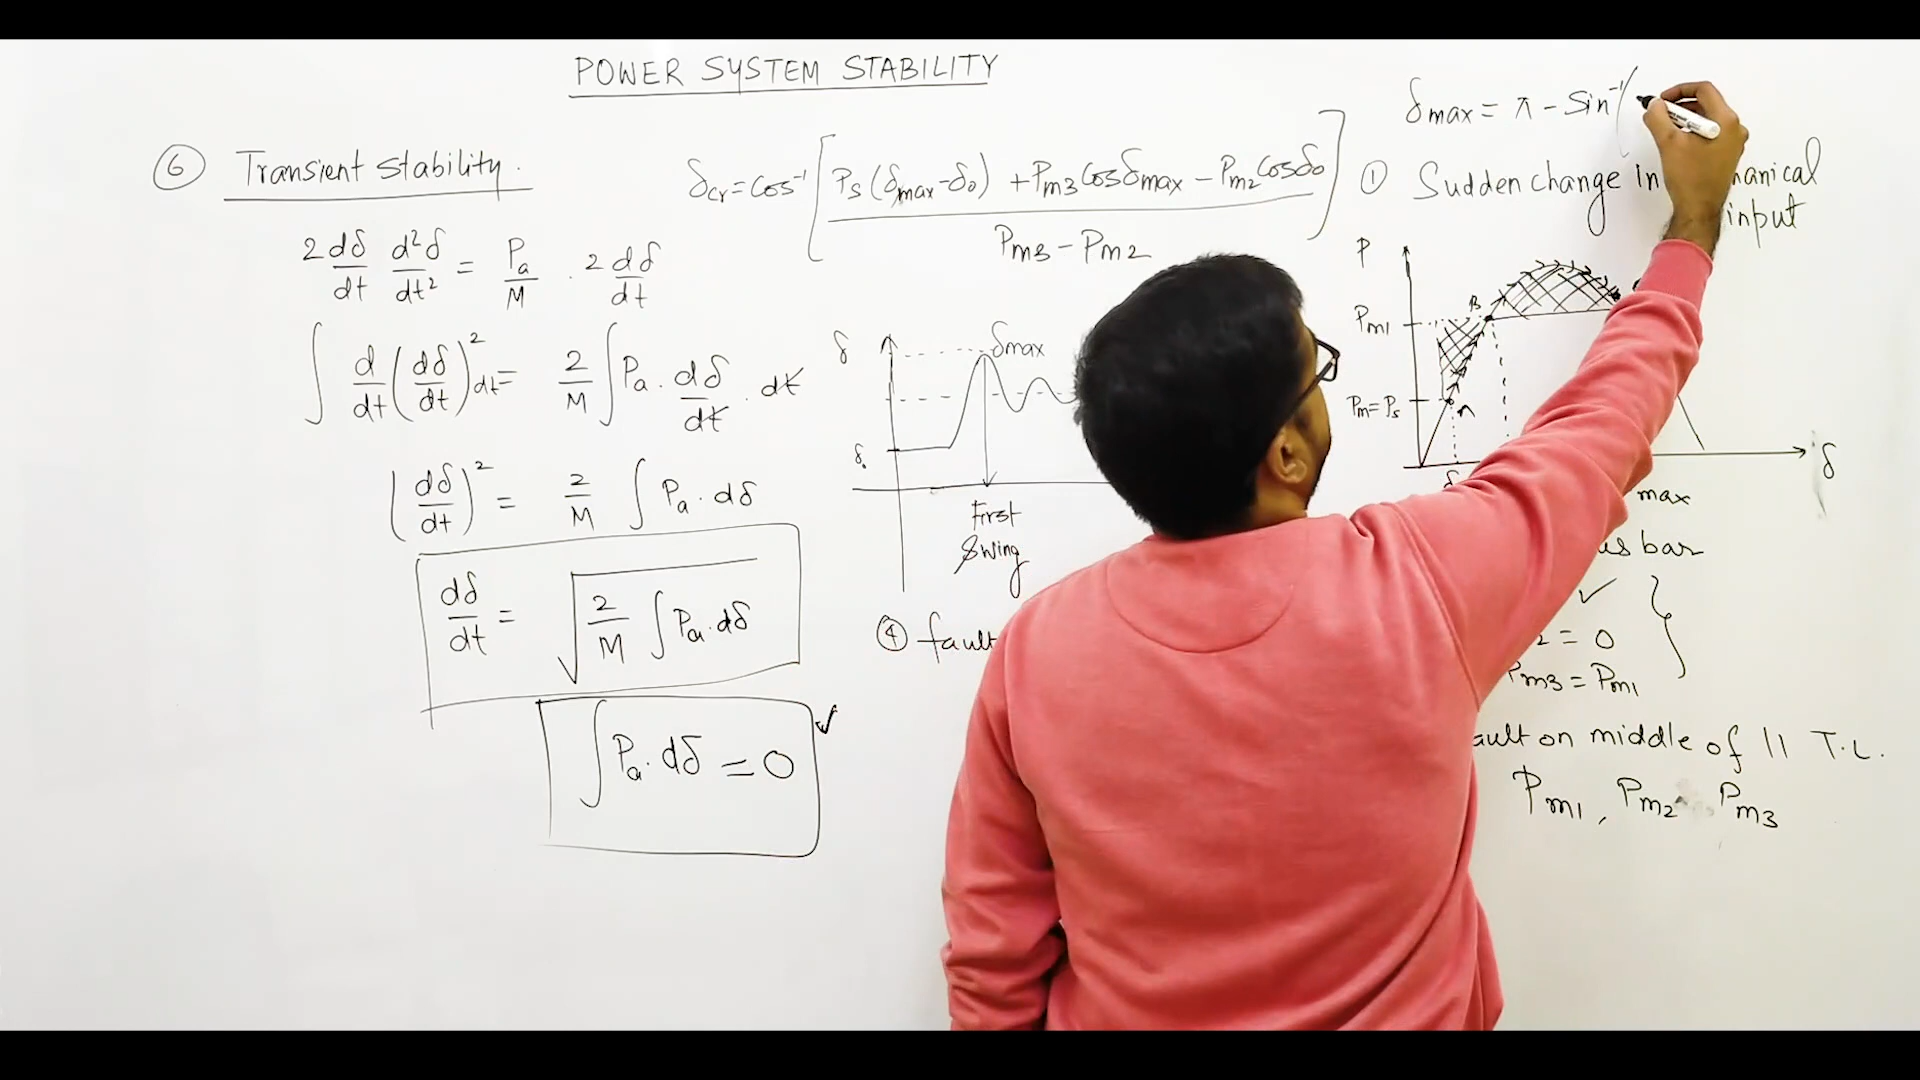 POWER SYSTEM STABILITY
⑥ Transient stability.
2 dδ/dt d²δ/dt² = Pa/M . 2 dδ/dt
∫ d/dt (dδ/dt)² dt = 2/M ∫ Pa . dδ/dt . dt
(dδ/dt)² = 2/M ∫ Pa . dδ
dδ/dt = √(2/M ∫ Pa . dδ)
∫ Pa . dδ = 0 ✓
δcr = Cos⁻¹ [ (Ps (δmax - δ0) + Pm3 Cos δmax - Pm2 Cos δ0) / (Pm3 - Pm2) ]
δ
δmax
δ.
First
Swing
④ fault
δmax = π - Sin⁻¹ (
① Sudden change in
input
P
Pm1
B
Pm = Ps
A
δ
max
bar
✓
= 0
Pm3 = Pm1
on middle of 11 T.L.
Pm1, Pm2 Pm3